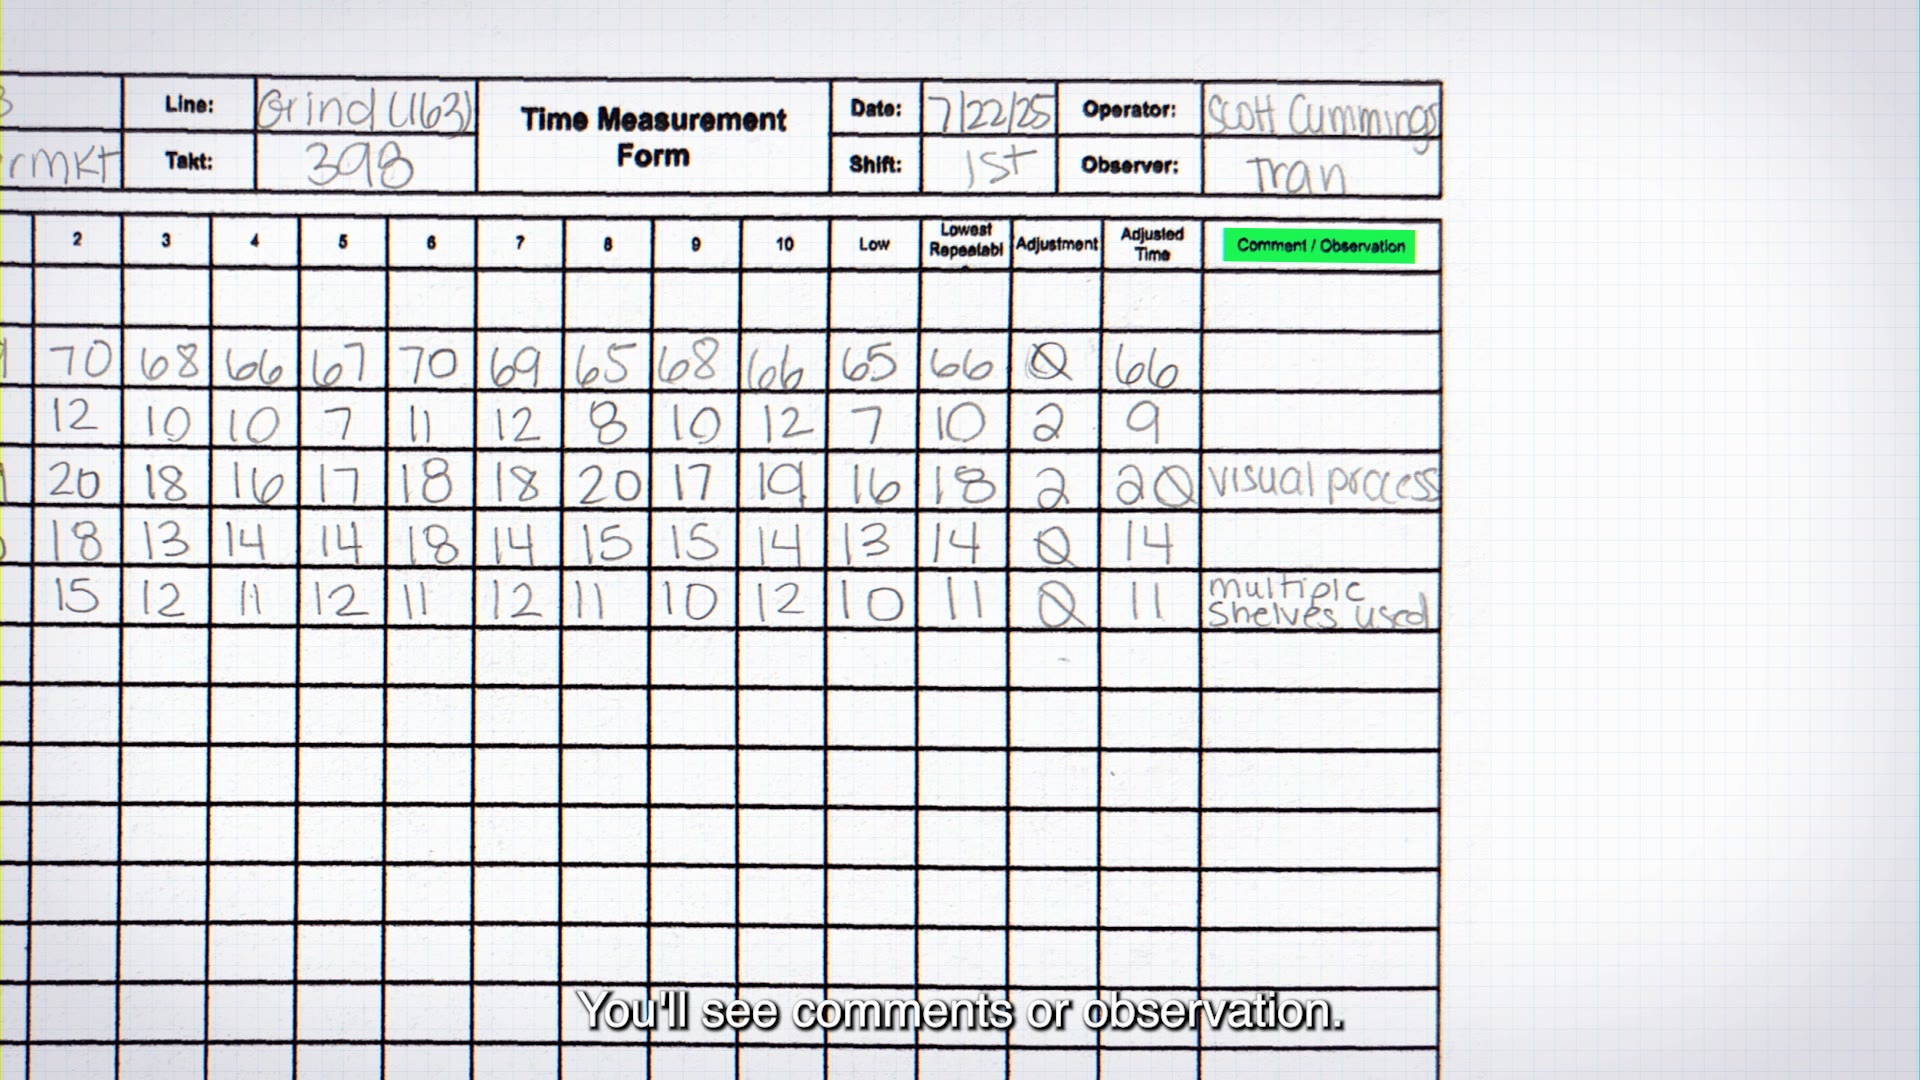 Line: Grind (163) Time Measurement Form Date: 7/22/25 Operator: Scott Cummings
rmkt Takt: 398 Shift: 1st Observer: Tran
2 3 4 5 6 7 8 9 10 Low Lowest Repeatabl Adjustment Adjusted Time Comment / Observation
70 68 66 67 70 69 65 68 66 65 66 0 66
12 10 10 7 11 12 8 10 12 7 10 2 9
20 18 16 17 18 18 20 17 19 16 18 2 20 visual process
18 13 14 14 18 14 15 15 14 13 14 0 14
15 12 11 12 11 12 11 10 12 10 11 0 11 multiple shelves used
You'll see comments or observation.